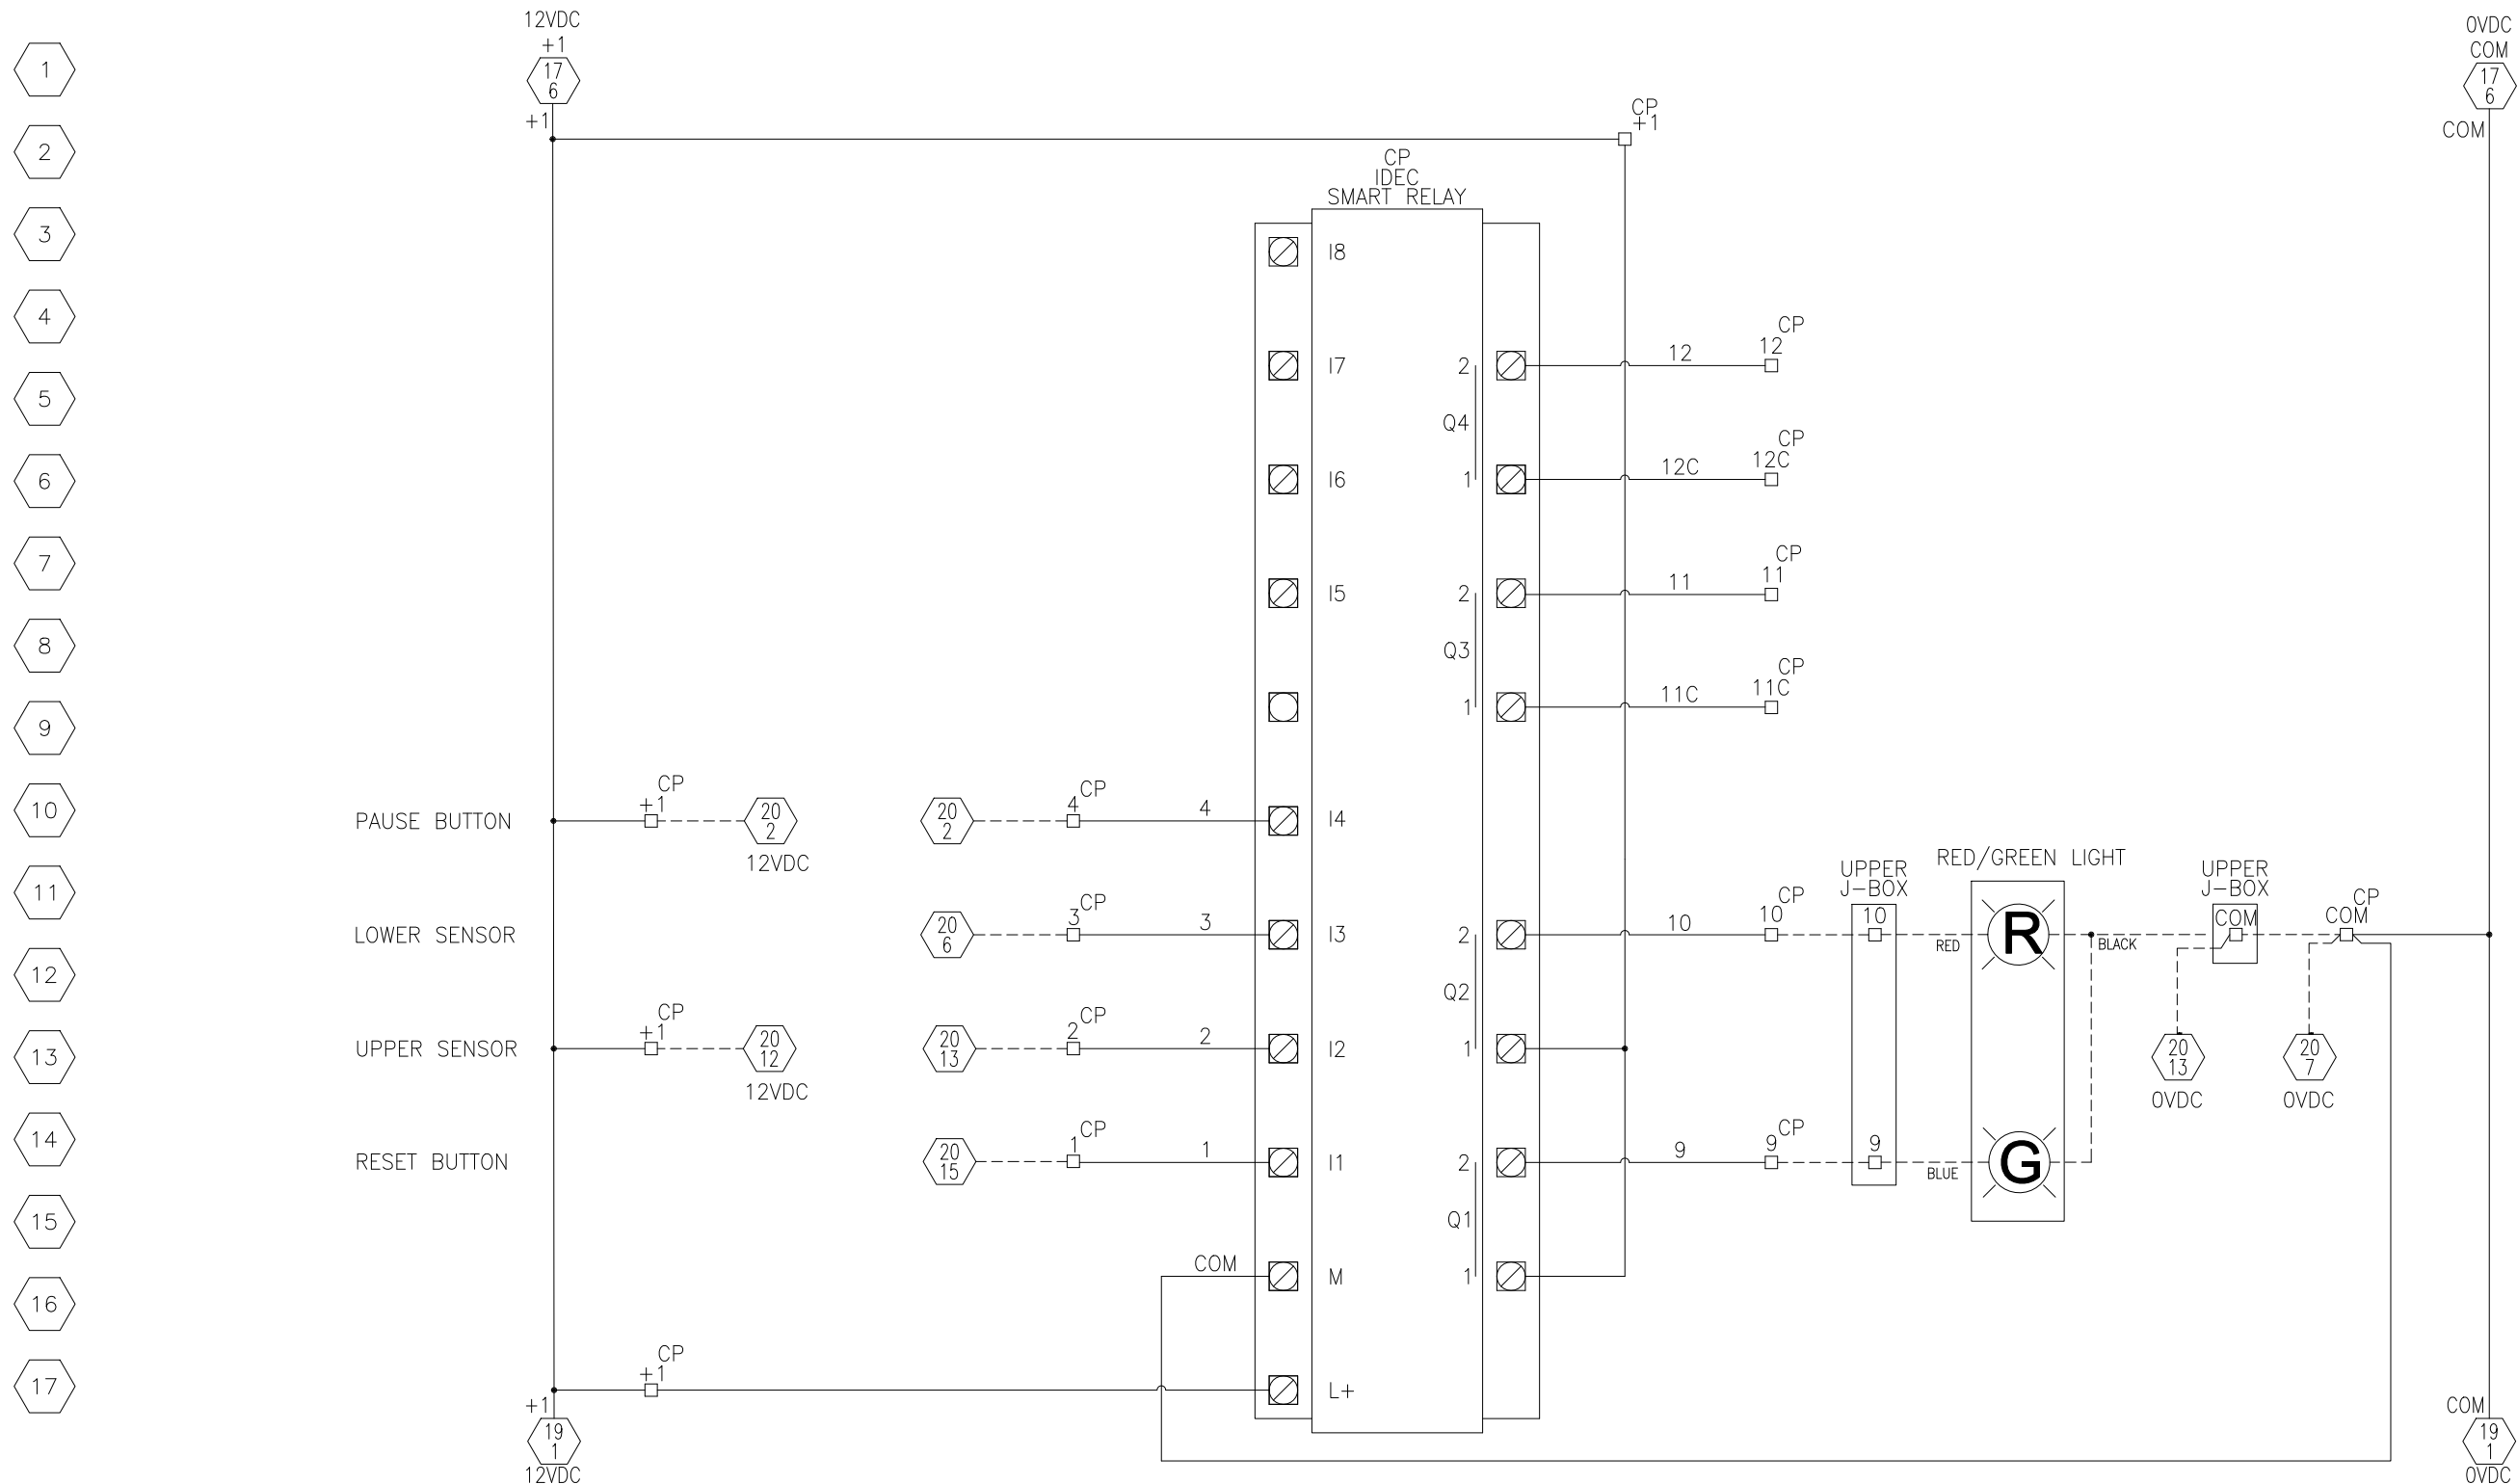 12VDC
+1
17
6
+1
0VDC
COM
17
6
COM
CP
+1
CP
IDEC
SMART RELAY
1
2
3
4
5
6
7
8
9
10
11
12
13
14
15
16
17
I8
I7
I6
I5
I4
I3
I2
I1
M
L+
2
Q4
1
2
Q3
1
2
Q2
1
2
Q1
1
12
CP
12
12C
CP
12C
11
CP
11
11C
CP
11C
PAUSE BUTTON
CP
+1
20
2
12VDC
20
2
CP
4
4
LOWER SENSOR
20
6
CP
3
3
UPPER SENSOR
CP
+1
20
12
12VDC
20
13
CP
2
2
RESET BUTTON
20
15
CP
1
1
COM
CP
+1
10
CP
10
UPPER
J-BOX
10
RED
RED/GREEN LIGHT
R
BLACK
UPPER
J-BOX
COM
CP
COM
20
13
0VDC
20
7
0VDC
9
CP
9
9
BLUE
G
+1
19
1
12VDC
COM
19
1
0VDC